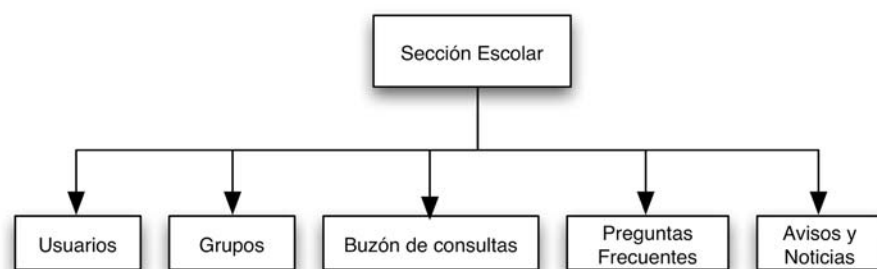 Sección Escolar
Usuarios
Grupos
Buzón de consultas
Preguntas
Frecuentes
Avisos y
Noticias